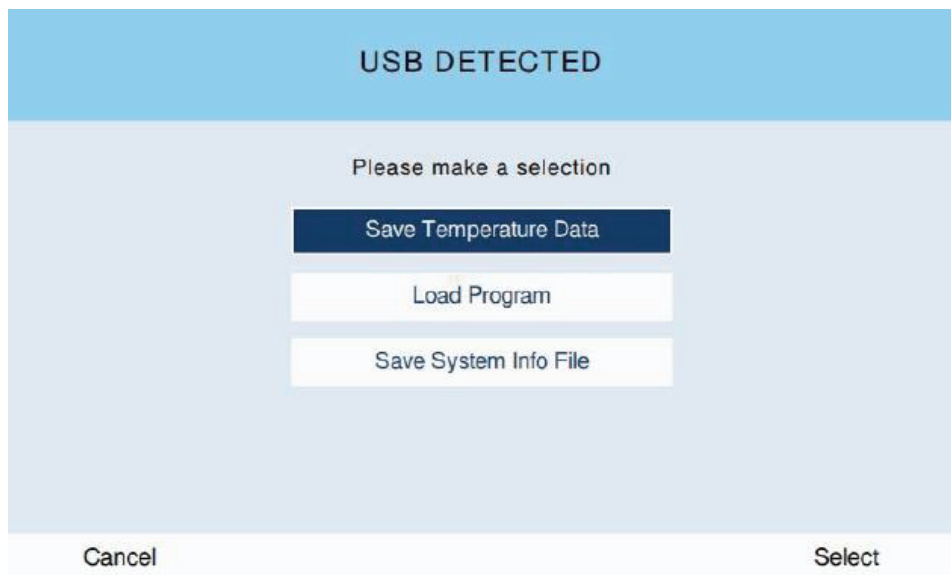 USB DETECTED
Please make a selection
Save Temperature Data
Load Program
Save System Info File
Cancel Select